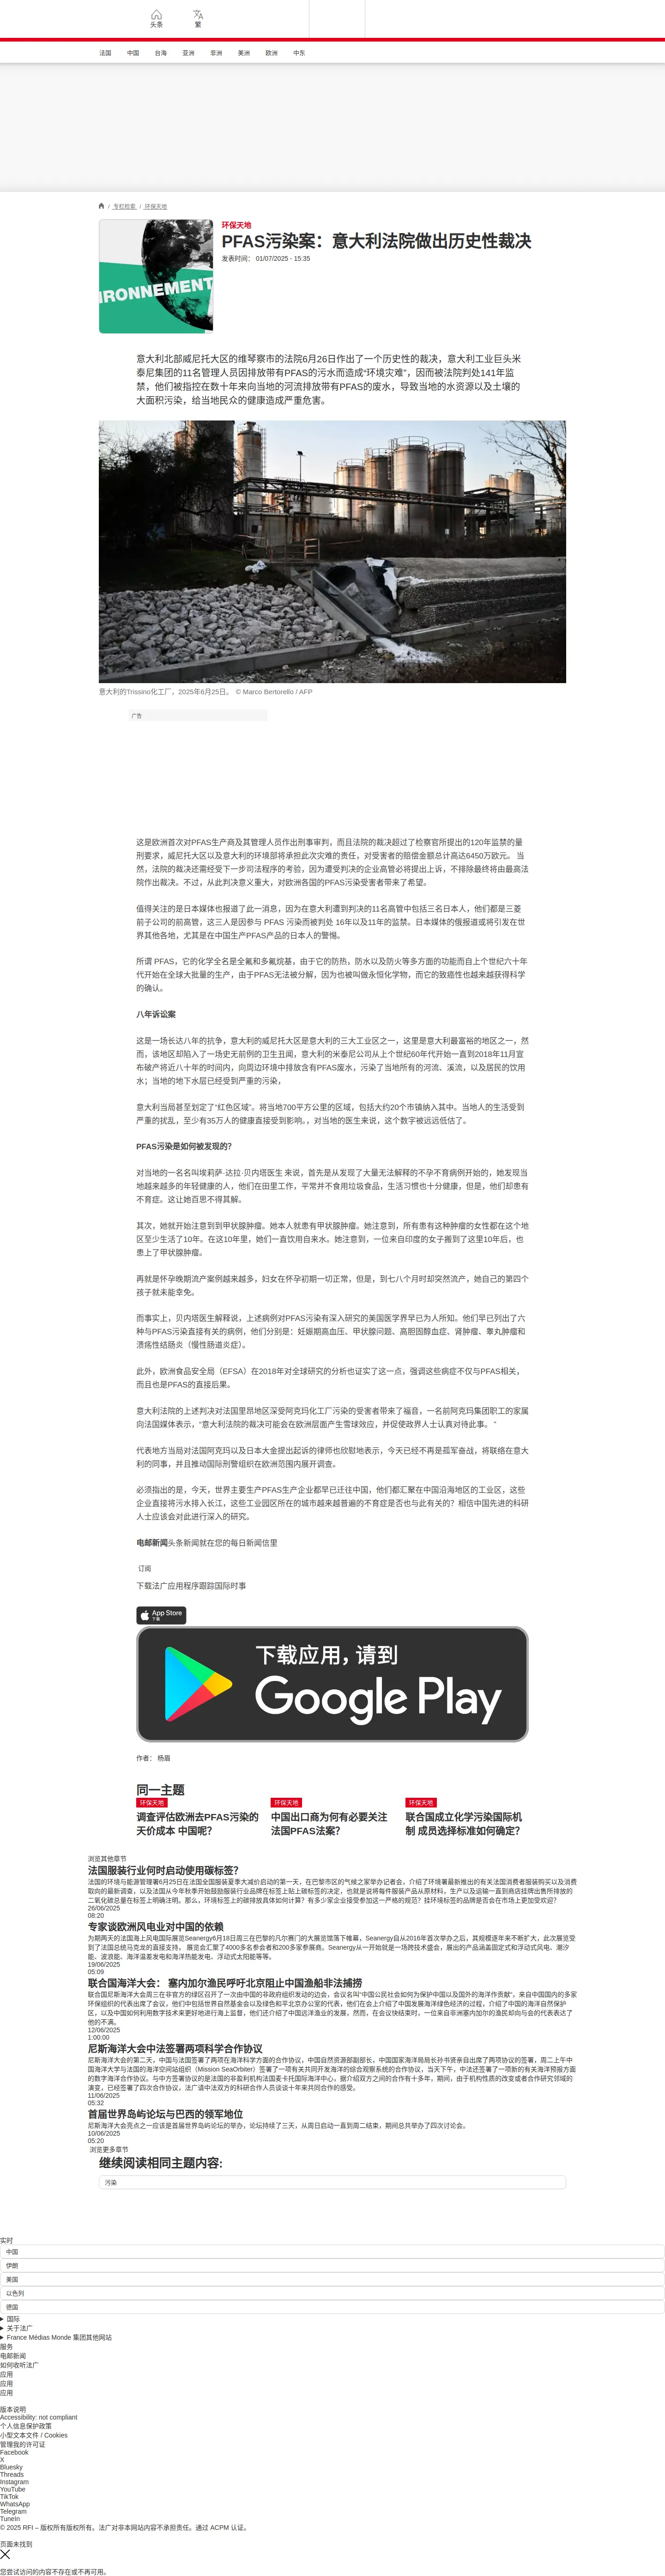 头条
繁
法国 中国 台海 亚洲 非洲 美洲 欧洲 中东
/ 专栏检索 / 环保天地
IRONNEMENT
环保天地
PFAS污染案：意大利法院做出历史性裁决
发表时间： 01/07/2025 - 15:35
意大利北部威尼托大区的维琴察市的法院6月26日作出了一个历史性的裁决，意大利工业巨头米
泰尼集团的11名管理人员因排放带有PFAS的污水而造成“环境灾难”，因而被法院判处141年监
禁，他们被指控在数十年来向当地的河流排放带有PFAS的废水，导致当地的水资源以及土壤的
大面积污染，给当地民众的健康造成严重危害。
意大利的Trissino化工厂，2025年6月25日。 © Marco Bertorello / AFP
广告
这是欧洲首次对PFAS生产商及其管理人员作出刑事审判，而且法院的裁决超过了检察官所提出的120年监禁的量
刑要求，威尼托大区以及意大利的环境部将承担此次灾难的责任，对受害者的赔偿金额总计高达6450万欧元。 当
然，法院的裁决还需经受下一步司法程序的考验，因为遭受判决的企业高管必将提出上诉，不排除最终将由最高法
院作出裁决。不过，从此判决意义重大，对欧洲各国的PFAS污染受害者带来了希望。
值得关注的是日本媒体也报道了此一消息，因为在意大利遭到判决的11名高管中包括三名日本人，他们都是三菱
前子公司的前高管，这三人是因参与 PFAS 污染而被判处 16年以及11年的监禁。日本媒体的俄报道或将引发在世
界其他各地，尤其是在中国生产PFAS产品的日本人的警惕。
所谓 PFAS，它的化学全名是全氟和多氟烷基，由于它的防热，防水以及防火等多方面的功能而自上个世纪六十年
代开始在全球大批量的生产，由于PFAS无法被分解，因为也被叫做永恒化学物，而它的致癌性也越来越获得科学
的确认。
八年诉讼案
这是一场长达八年的抗争，意大利的威尼托大区是意大利的三大工业区之一，这里是意大利最富裕的地区之一，然
而，该地区却陷入了一场史无前例的卫生丑闻，意大利的米泰尼公司从上个世纪60年代开始一直到2018年11月宣
布破产将近八十年的时间内，向周边环境中排放含有PFAS废水，污染了当地所有的河流、溪流，以及居民的饮用
水；当地的地下水层已经受到严重的污染，
意大利当局甚至划定了“红色区域”。将当地700平方公里的区域，包括大约20个市镇纳入其中。当地人的生活受到
严重的扰乱，至少有35万人的健康直接受到影响。，对当地的医生来说，这个数字被远远低估了。
PFAS污染是如何被发现的？
对当地的一名名叫埃莉萨·达拉·贝内塔医生 来说，首先是从发现了大量无法解释的不孕不育病例开始的，她发现当
地越来越多的年轻健康的人，他们在田里工作，平常并不食用垃圾食品，生活习惯也十分健康，但是，他们却患有
不育症。这让她百思不得其解。
其次，她就开始注意到到甲状腺肿瘤。她本人就患有甲状腺肿瘤。她注意到，所有患有这种肿瘤的女性都在这个地
区至少生活了10年。在这10年里，她们一直饮用自来水。她注意到，一位来自印度的女子搬到了这里10年后，也
患上了甲状腺肿瘤。
再就是怀孕晚期流产案例越来越多，妇女在怀孕初期一切正常，但是，到七八个月时却突然流产，她自己的第四个
孩子就未能幸免。
而事实上，贝内塔医生解释说，上述病例对PFAS污染有深入研究的美国医学界早已为人所知。他们早已列出了六
种与PFAS污染直接有关的病例，他们分别是：妊娠期高血压、甲状腺问题、高胆固醇血症、肾肿瘤、睾丸肿瘤和
溃疡性结肠炎（慢性肠道炎症）。
此外，欧洲食品安全局（EFSA）在2018年对全球研究的分析也证实了这一点，强调这些病症不仅与PFAS相关，
而且也是PFAS的直接后果。
意大利法院的上述判决对法国里昂地区深受阿克玛化工厂污染的受害者带来了福音，一名前阿克玛集团职工的家属
向法国媒体表示，“意大利法院的裁决可能会在欧洲层面产生雪球效应，并促使政界人士认真对待此事。 ”
代表地方当局对法国阿克玛以及日本大金提出起诉的律师也欣慰地表示，今天已经不再是孤军奋战，将联络在意大
利的同事，并且推动国际刑警组织在欧洲范围内展开调查。
必须指出的是，今天，世界主要生产PFAS生产企业都早已迁往中国，他们都汇聚在中国沿海地区的工业区，这些
企业直接将污水排入长江，这些工业园区所在的城市越来越普遍的不育症是否也与此有关的？相信中国先进的科研
人士应该会对此进行深入的研究。
电邮新闻头条新闻就在您的每日新闻信里
订阅
下载法广应用程序跟踪国际时事
App Store
下载
下载应用，请到
Google Play
作者： 杨眉
同一主题
环保天地
调查评估欧洲去PFAS污染的
天价成本 中国呢？
环保天地
中国出口商为何有必要关注
法国PFAS法案？
环保天地
联合国成立化学污染国际机
制 成员选择标准如何确定？
浏览其他章节
法国服装行业何时启动使用碳标签？
法国的环境与能源管理署6月25日在法国全国服装夏季大减价启动的第一天，在巴黎市区的气候之家举办记者会，介绍了环境署最新推出的有关法国消费者服装购买以及消费
取向的最新调查，以及法国从今年秋季开始鼓励服装行业品牌在标签上贴上碳标签的决定，也就是说将每件服装产品从原材料，生产以及运输一直到商店挂牌出售所排放的
二氧化碳总量在标签上明确注明。那么，环境标签上的碳排放具体如何计算？有多少家企业接受参加这一严格的规范？挂环境标签的品牌是否会在市场上更加受欢迎？
26/06/2025
08:20
专家谈欧洲风电业对中国的依赖
为期两天的法国海上风电国际展览Seanergy6月18日周三在巴黎的凡尔赛门的大展览馆落下帷幕，Seanergy自从2016年首次举办之后，其规模逐年来不断扩大，此次展览受
到了法国总统马克龙的直接支持。 展览会汇聚了4000多名参会者和200多家参展商。Seanergy从一开始就是一场跨技术盛会，展出的产品涵盖固定式和浮动式风电、潮汐
能、波浪能、海洋温差发电和海洋热能发电、浮动式太阳能等等。
19/06/2025
05:09
联合国海洋大会： 塞内加尔渔民呼吁北京阻止中国渔船非法捕捞
联合国尼斯海洋大会周三在非官方的绿区召开了一次由中国的非政府组织发动的边会，会议名叫“中国公民社会如何为保护中国以及国外的海洋作贡献”，来自中国国内的多家
环保组织的代表出席了会议，他们中包括世界自然基金会以及绿色和平北京办公室的代表，他们在会上介绍了中国发展海洋绿色经济的过程，介绍了中国的海洋自然保护
区，以及中国如何利用数字技术来更好地进行海上监督，他们还介绍了中国远洋渔业的发展。然而，在会议快结束时，一位来自非洲塞内加尔的渔民却向与会的代表表达了
他的不满。
12/06/2025
1:00:00
尼斯海洋大会中法签署两项科学合作协议
尼斯海洋大会的第二天，中国与法国签署了两项在海洋科学方面的合作协议，中国自然资源部副部长，中国国家海洋局局长孙书贤亲自出席了两项协议的签署，周二上午中
国海洋大学与法国的海洋空间站组织（Mission SeaOrbiter）签署了一项有关共同开发海洋的综合观察系统的合作协议，当天下午，中法还签署了一项新的有关海洋预报方面
的数字海洋合作协议。与中方签署协议的是法国的非盈利机构法国麦卡托国际海洋中心。据介绍双方之间的合作有十多年，期间，由于机构性质的改变或者合作研究邻域的
演变，已经签署了四次合作协议，法广请中法双方的科研合作人员谈谈十年来共同合作的感受。
11/06/2025
05:32
首届世界岛屿论坛与巴西的领军地位
尼斯海洋大会亮点之一应该是首届世界岛屿论坛的举办，论坛持续了三天，从周日启动一直到周二结束，期间总共举办了四次讨论会。
10/06/2025
05:20
浏览更多章节
继续阅读相同主题内容:
污染
实时
中国
伊朗
美国
以色列
德国
国际
关于法广
France Médias Monde 集团其他网站
服务
电邮新闻
如何收听法广
应用
应用
应用
版本说明
Accessibility: not compliant
个人信息保护政策
小型文本文件 / Cookies
管理我的许可证
Facebook
X
Bluesky
Threads
Instagram
YouTube
TikTok
WhatsApp
Telegram
TuneIn
© 2025 RFI – 版权所有版权所有。法广对非本网站内容不承担责任。通过 ACPM 认证。
页面未找到
您尝试访问的内容不存在或不再可用。